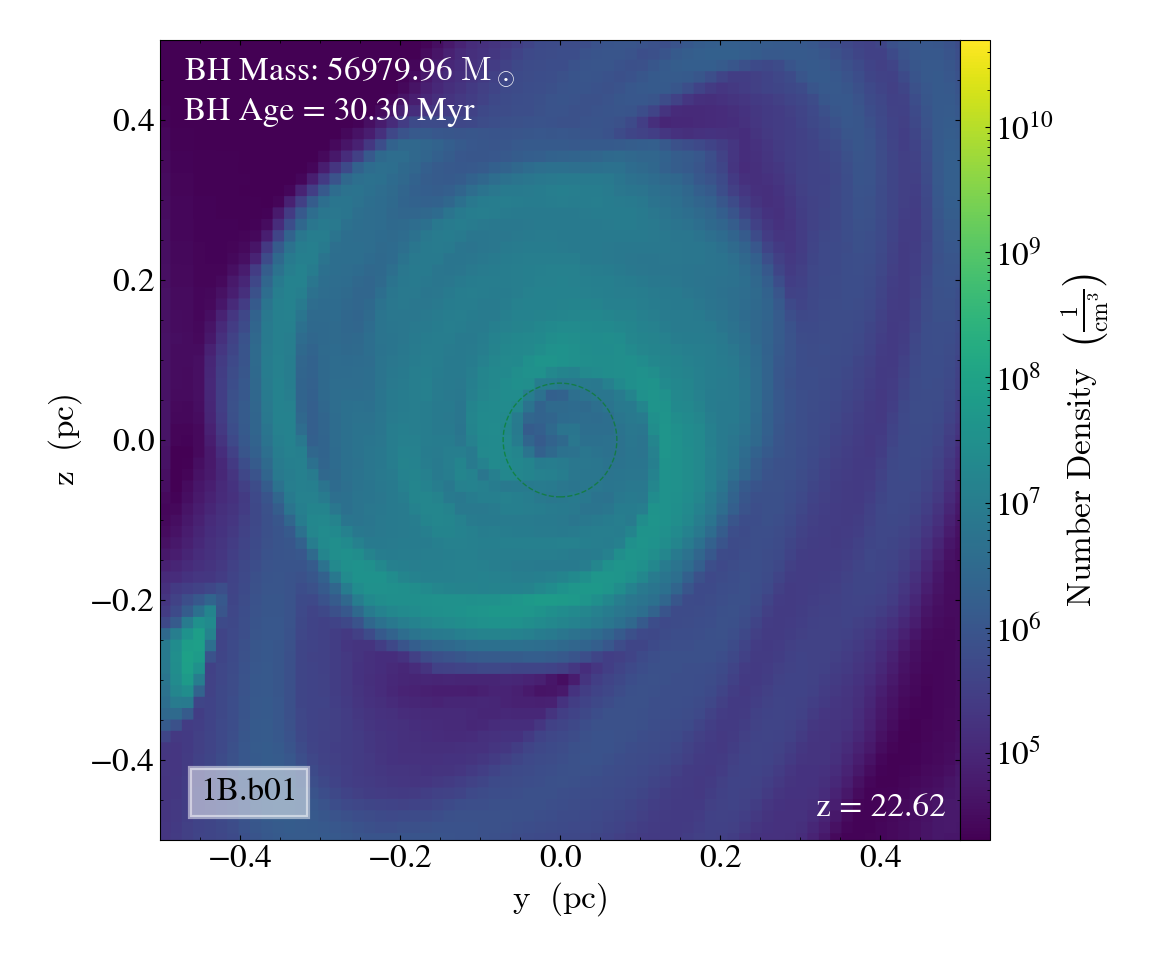 BH Mass: 56979.96 M⊙
BH Age = 30.30 Myr
1B.b01
z = 22.62
0.4
0.2
0.0
−0.2
−0.4
z (pc)
−0.4 −0.2 0.0 0.2 0.4
y (pc)
10^10
10^9
10^8
10^7
10^6
10^5
Number Density (1/cm^3)